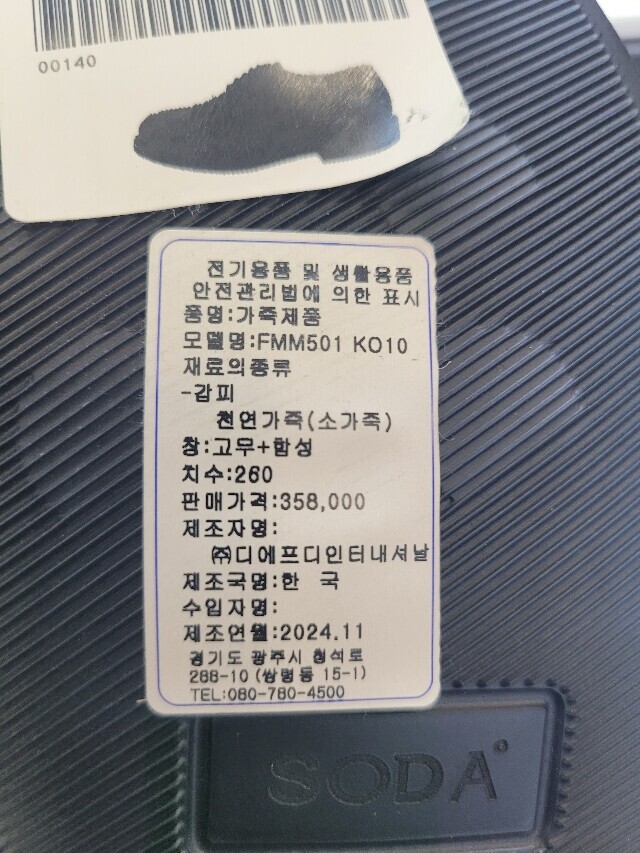 00140
전기용품 및 생활용품
안전관리법에 의한 표시
품명:가죽제품
모델명:FMM501 KO10
재료의종류
-감피
천연가죽(소가죽)
창:고무+합성
치수:260
판매가격:358,000
제조자명:
㈜디에프디인터내셔날
제조국명:한 국
수입자명:
제조연월:2024.11
경기도 광주시 청석로
288-10 (쌍령동 15-1)
TEL:080-780-4500
SODA